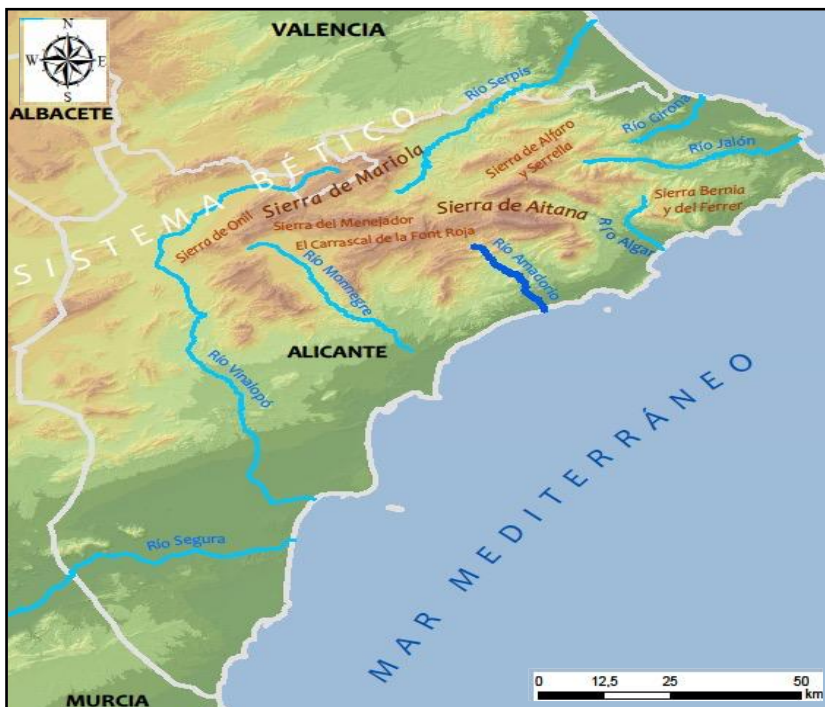 N
W E
S
VALENCIA
ALBACETE
Río Serpis
Río Girona
Río Jalón
SISTEMA BÉTICO
Sierra de Mariola
Sierra de Alfaro
y Serrella
Sierra Bernia
y del Ferrer
Sierra de Onil
Sierra del Menejador
Sierra de Aitana
El Carrascal de la Font Roja
Río Algar
Río Monnegre
Río Amadorio
ALICANTE
Río Vinalopó
MAR MEDITERRÁNEO
Río Segura
MURCIA
0 12,5 25 50
km